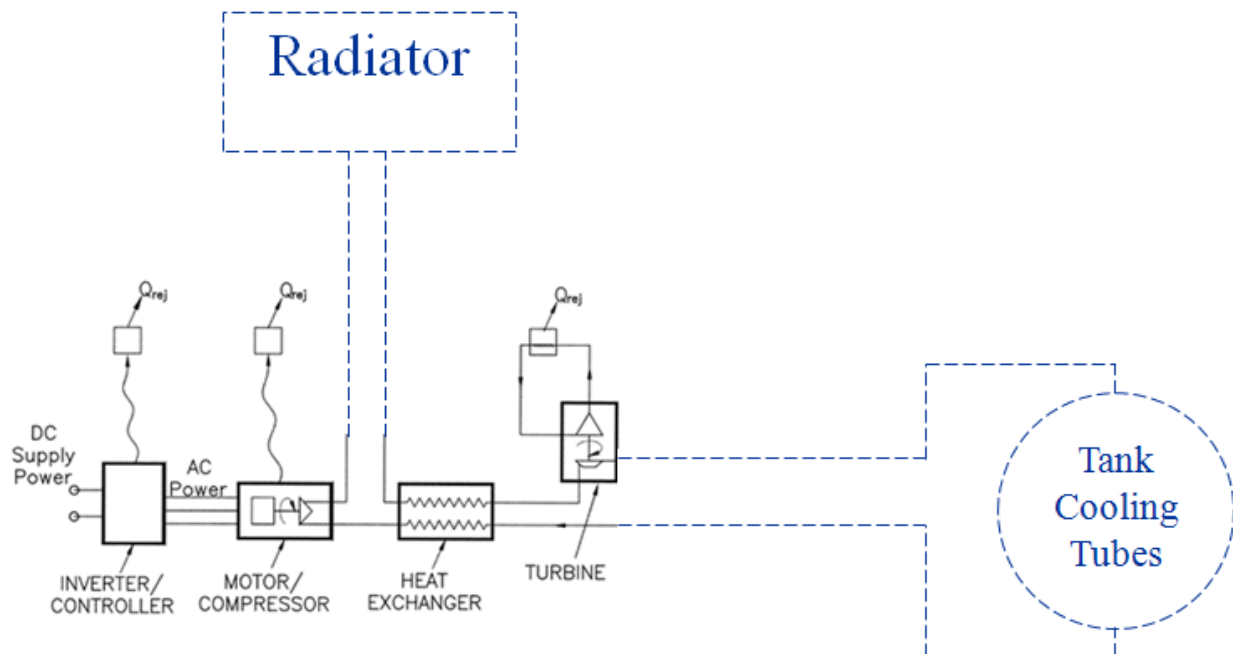 Radiator
Qrej
Qrej
Qrej
DC
Supply
Power
AC
Power
INVERTER/
CONTROLLER
MOTOR/
COMPRESSOR
HEAT
EXCHANGER
TURBINE
Tank
Cooling
Tubes